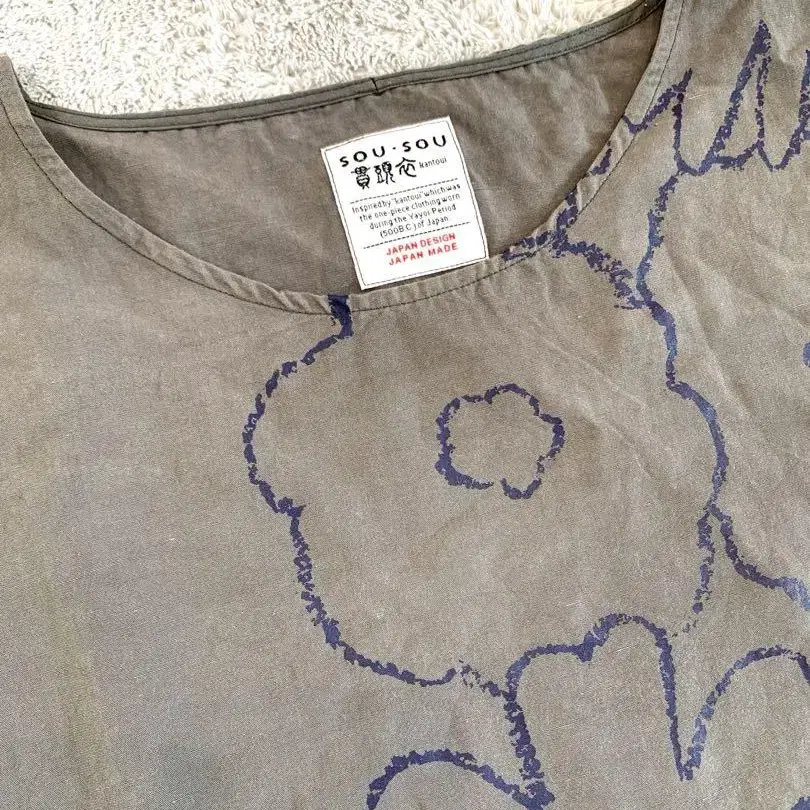 SOU・SOU
貫頭衣 kantoui
Inspired by "kantoui" which was
the one-piece clothing worn
during the Yayoi Period
(500B.C.) of Japan.
JAPAN DESIGN
JAPAN MADE